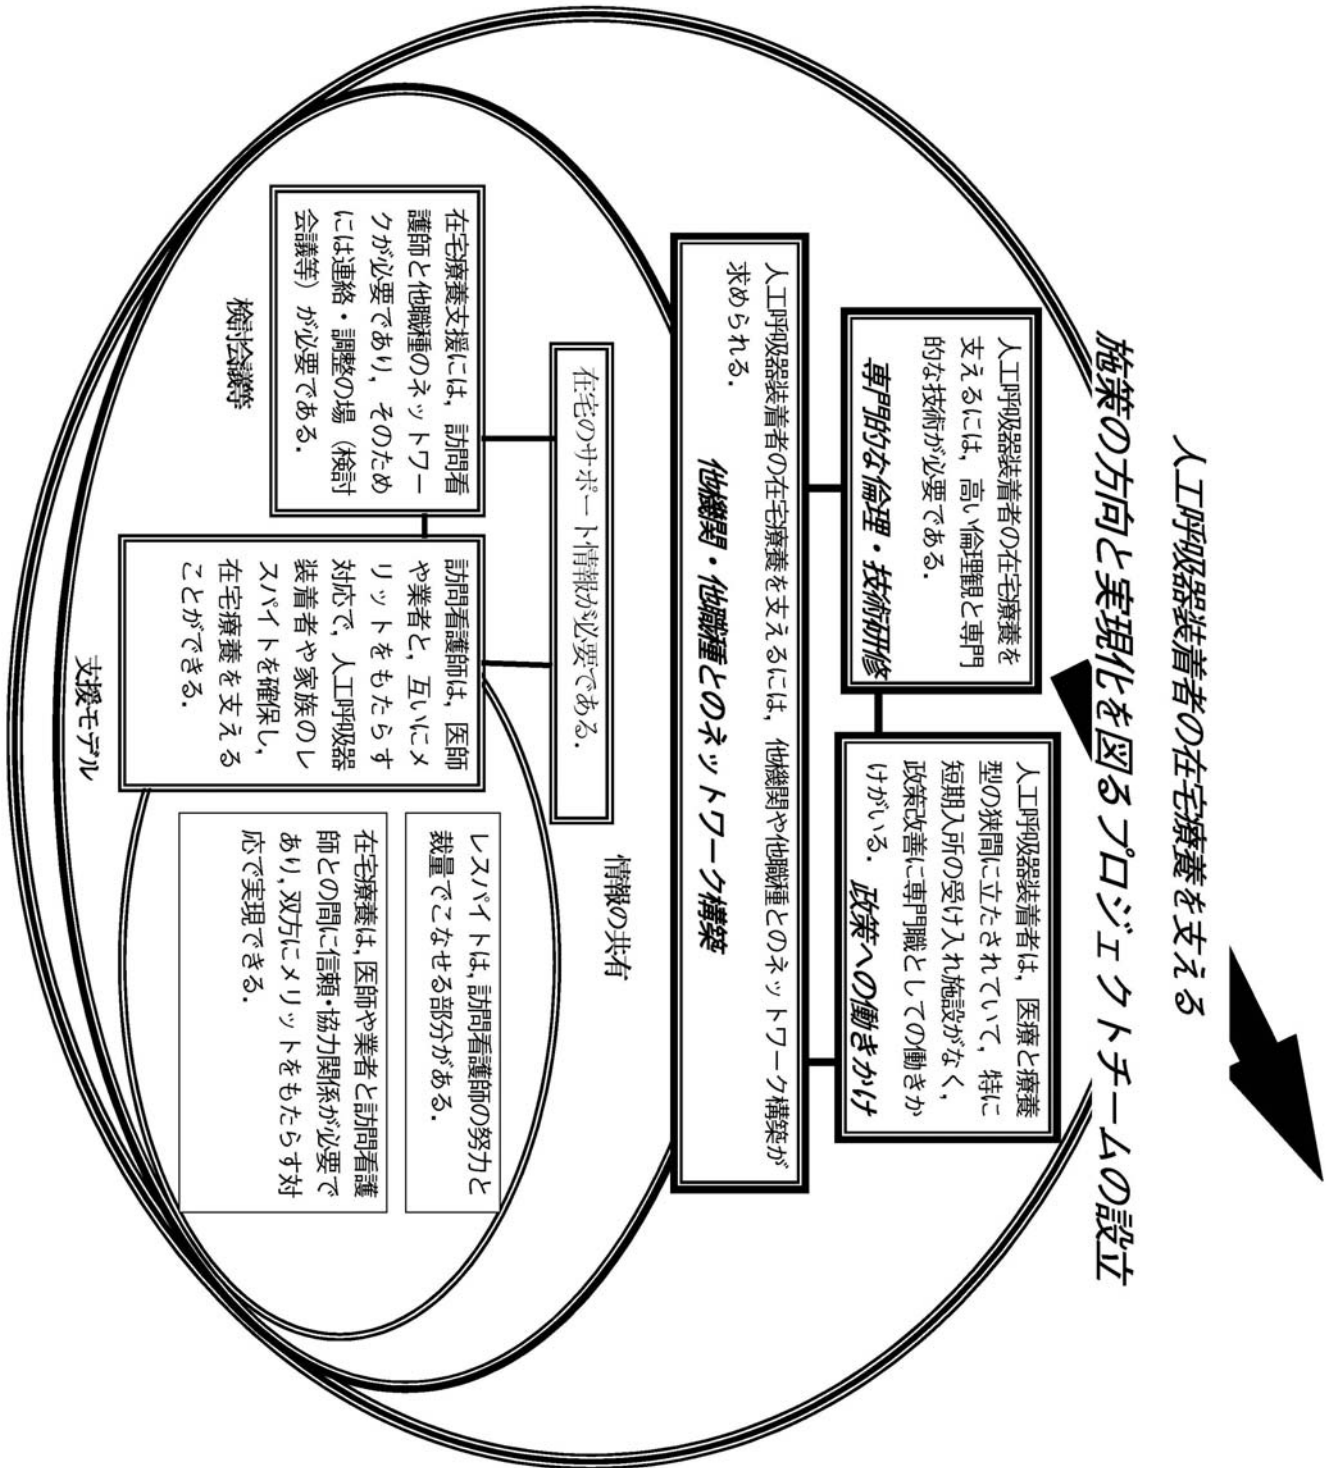 人工呼吸器装着者の在宅療養を支える
施策の方向と実現化を図るプロジェクトチームの設立
人工呼吸器装着者の在宅療養を
支えるには，高い倫理観と専門
的な技術が必要である．
専門的な倫理・技術研修
人工呼吸器装着者は，医療と療養
型の狭間に立たされていて，特に
短期入所の受け入れ施設がなく，
政策改善に専門職としての働きか
けがいる．政策への働きかけ
人工呼吸器装着者の在宅療養を支えるには，他機関や他職種とのネットワーク構築が
求められる．
他機関・他職種とのネットワーク構築
情報の共有
在宅のサポート情報が必要である．
在宅療養支援には，訪問看
護師と他職種のネットワー
クが必要であり，そのため
には連絡・調整の場（検討
会議等）が必要である．
検討会議等
訪問看護師は，医師
や業者と，互いにメ
リットをもたらす
対応で，人工呼吸器
装着者や家族のレ
スパイトを確保し，
在宅療養を支える
ことができる．
支援モデル
レスパイトは，訪問看護師の努力と
裁量でこなせる部分がある．
在宅療養は，医師や業者と訪問看護
師との間に信頼・協力関係が必要で
あり，双方にメリットをもたらす対
応で実現できる．